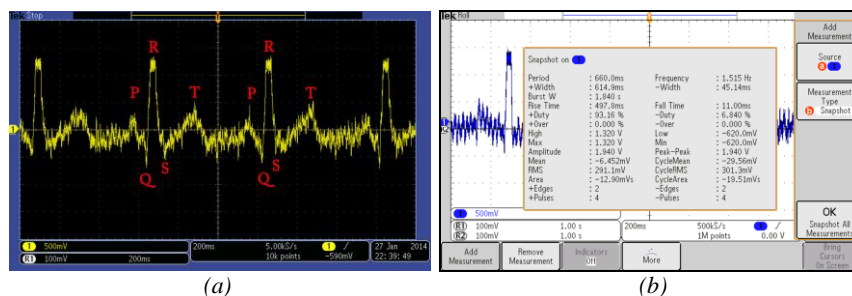 Tek Stop
R R
P T P T
S S
Q Q
1 500mV 200ms 5.00kS/s 1 27 Jan 2014
R1 100mV 200ms 10k points -590mV 22:39:49
(a)
Tek Roll
Snapshot on 1
Period : 660.0ms Frequency : 1.515 Hz
+Width : 614.9ms -Width : 45.14ms
Burst W : 1.840 s
Rise Time : 497.8ms Fall Time : 11.00ms
+Duty : 93.16 % -Duty : 6.840 %
+Over : 0.000 % -Over : 0.000 %
High : 1.320 V Low : -620.0mV
Max : 1.320 V Min : -620.0mV
Amplitude : 1.940 V Peak-Peak : 1.940 V
Mean : -6.452mV CycleMean : -29.56mV
RMS : 291.1mV CycleRMS : 301.3mV
Area : -12.90mVs CycleArea : -19.51mVs
+Edges : 2 -Edges : 2
+Pulses : 4 -Pulses : 4
Add
Measurement
Source
a 1
Measurement
Type
b Snapshot
OK
Snapshot All
Measurements
1 500mV 200ms 500kS/s 1
R1 100mV 1.00 s 1M points 0.00 V
R2 100mV 1.00 s
Add Measurement
Remove Measurement
Indicators Off
More
Bring Cursors On Screen
(b)